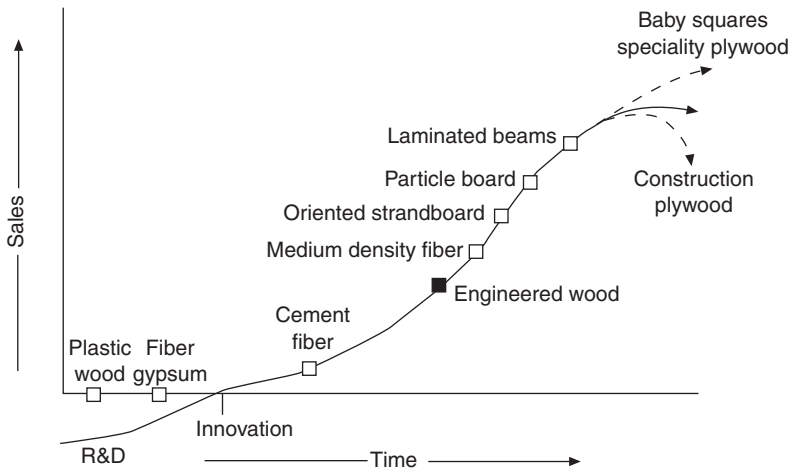 Baby squares
speciality plywood
Laminated beams
Particle board
Construction
plywood
Oriented strandboard
Medium density fiber
Engineered wood
Cement
fiber
Plastic
wood
Fiber
gypsum
Innovation
R&D
Time
Sales